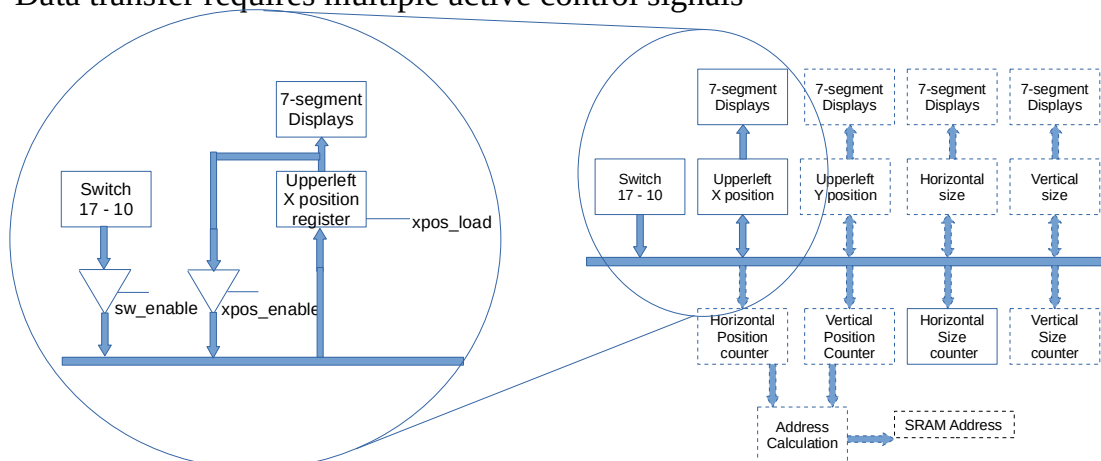 Data transfer requires multiple active control signals
7-segment
Displays
Switch
17 - 10
Upperleft
X position
register
xpos_load
sw_enable
xpos_enable
7-segment
Displays
7-segment
Displays
7-segment
Displays
7-segment
Displays
Switch
17 - 10
Upperleft
X position
Upperleft
Y position
Horizontal
size
Vertical
size
Horizontal
Position
counter
Vertical
Position
Counter
Horizontal
Size
counter
Vertical
Size
counter
Address
Calculation
SRAM Address